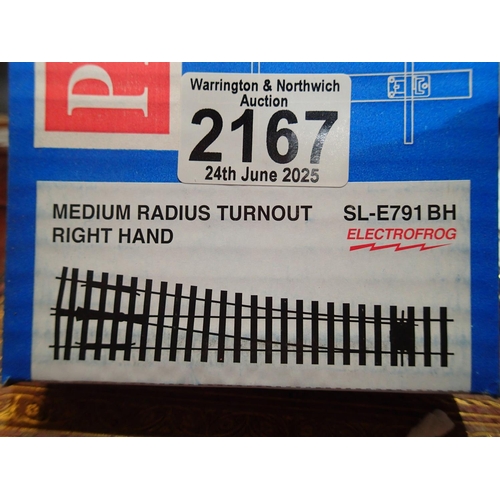 P
Warrington & Northwich
Auction
2167
24th June 2025
MEDIUM RADIUS TURNOUT SL-E791BH
RIGHT HAND ELECTROFROG